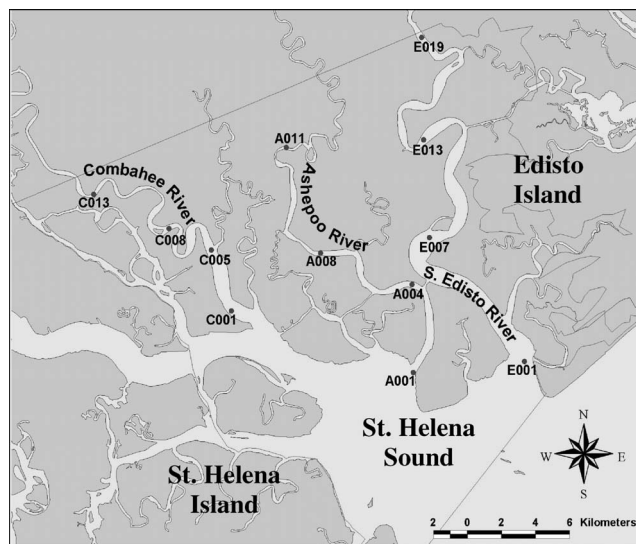 E019
A011
E013
Edisto
Island
Combahee River
C013
Ashepoo River
C008
E007
C005
A008
A004
S. Edisto River
C001
E001
A001
St. Helena
Sound
St. Helena
Island
N
W E
S
2 0 2 4 6 Kilometers